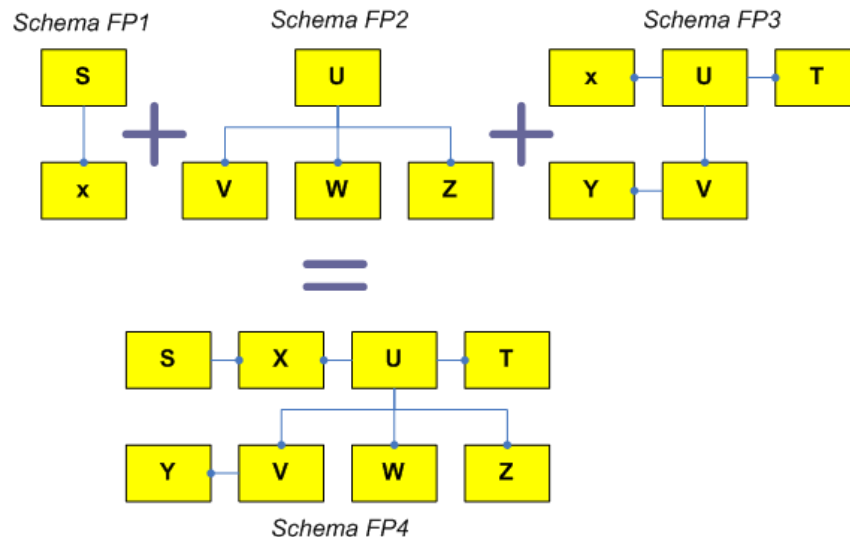 Schema FP1
Schema FP2
Schema FP3
S
U
x U T
x
V W Z
Y V
S X U T
Y V W Z
Schema FP4